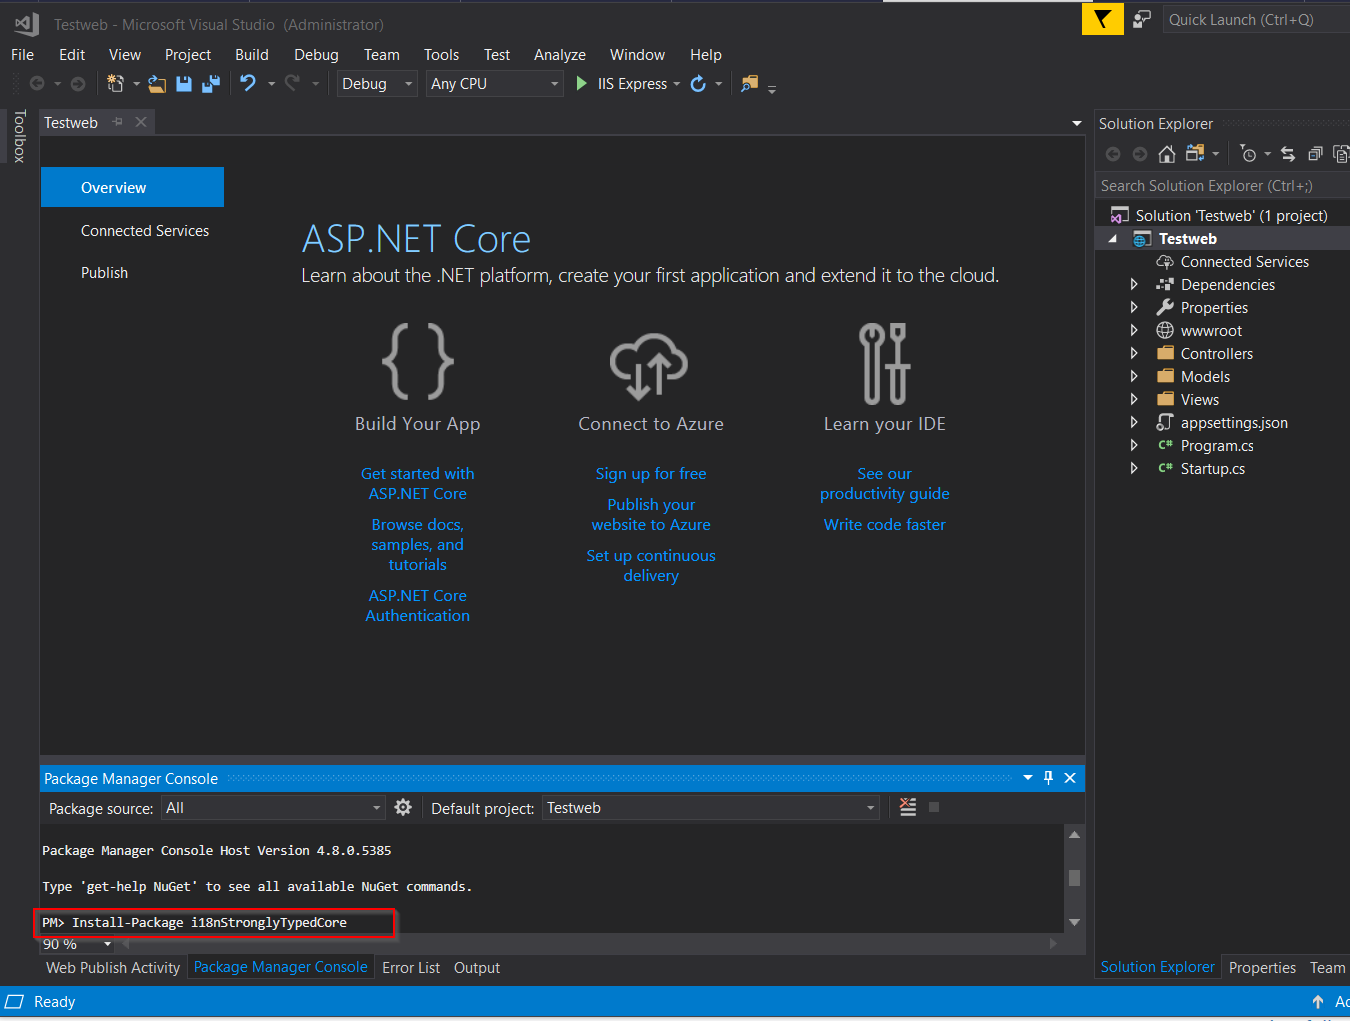 Testweb - Microsoft Visual Studio (Administrator)
Quick Launch (Ctrl+Q)
File Edit View Project Build Debug Team Tools Test Analyze Window Help
Debug Any CPU IIS Express
Toolbox
Testweb
Overview
Connected Services
Publish
ASP.NET Core
Learn about the .NET platform, create your first application and extend it to the cloud.
Build Your App
Get started with
ASP.NET Core
Browse docs,
samples, and
tutorials
ASP.NET Core
Authentication
Connect to Azure
Sign up for free
Publish your
website to Azure
Set up continuous
delivery
Learn your IDE
See our
productivity guide
Write code faster
Solution Explorer
Search Solution Explorer (Ctrl+;)
Solution 'Testweb' (1 project)
Testweb
Connected Services
Dependencies
Properties
wwwroot
Controllers
Models
Views
appsettings.json
C# Program.cs
C# Startup.cs
Package Manager Console
Package source: All Default project: Testweb
Package Manager Console Host Version 4.8.0.5385
Type 'get-help NuGet' to see all available NuGet commands.
PM> Install-Package i18nStronglyTypedCore
90 %
Web Publish Activity Package Manager Console Error List Output
Solution Explorer Properties Team
Ready